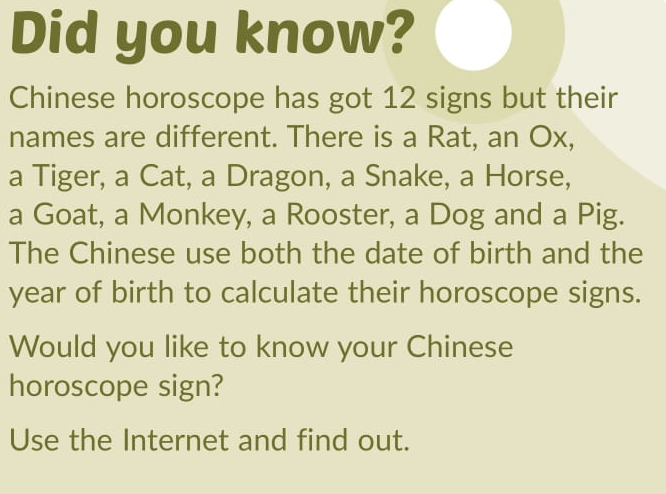 Did you know?
Chinese horoscope has got 12 signs but their
names are different. There is a Rat, an Ox,
a Tiger, a Cat, a Dragon, a Snake, a Horse,
a Goat, a Monkey, a Rooster, a Dog and a Pig.
The Chinese use both the date of birth and the
year of birth to calculate their horoscope signs.
Would you like to know your Chinese
horoscope sign?
Use the Internet and find out.